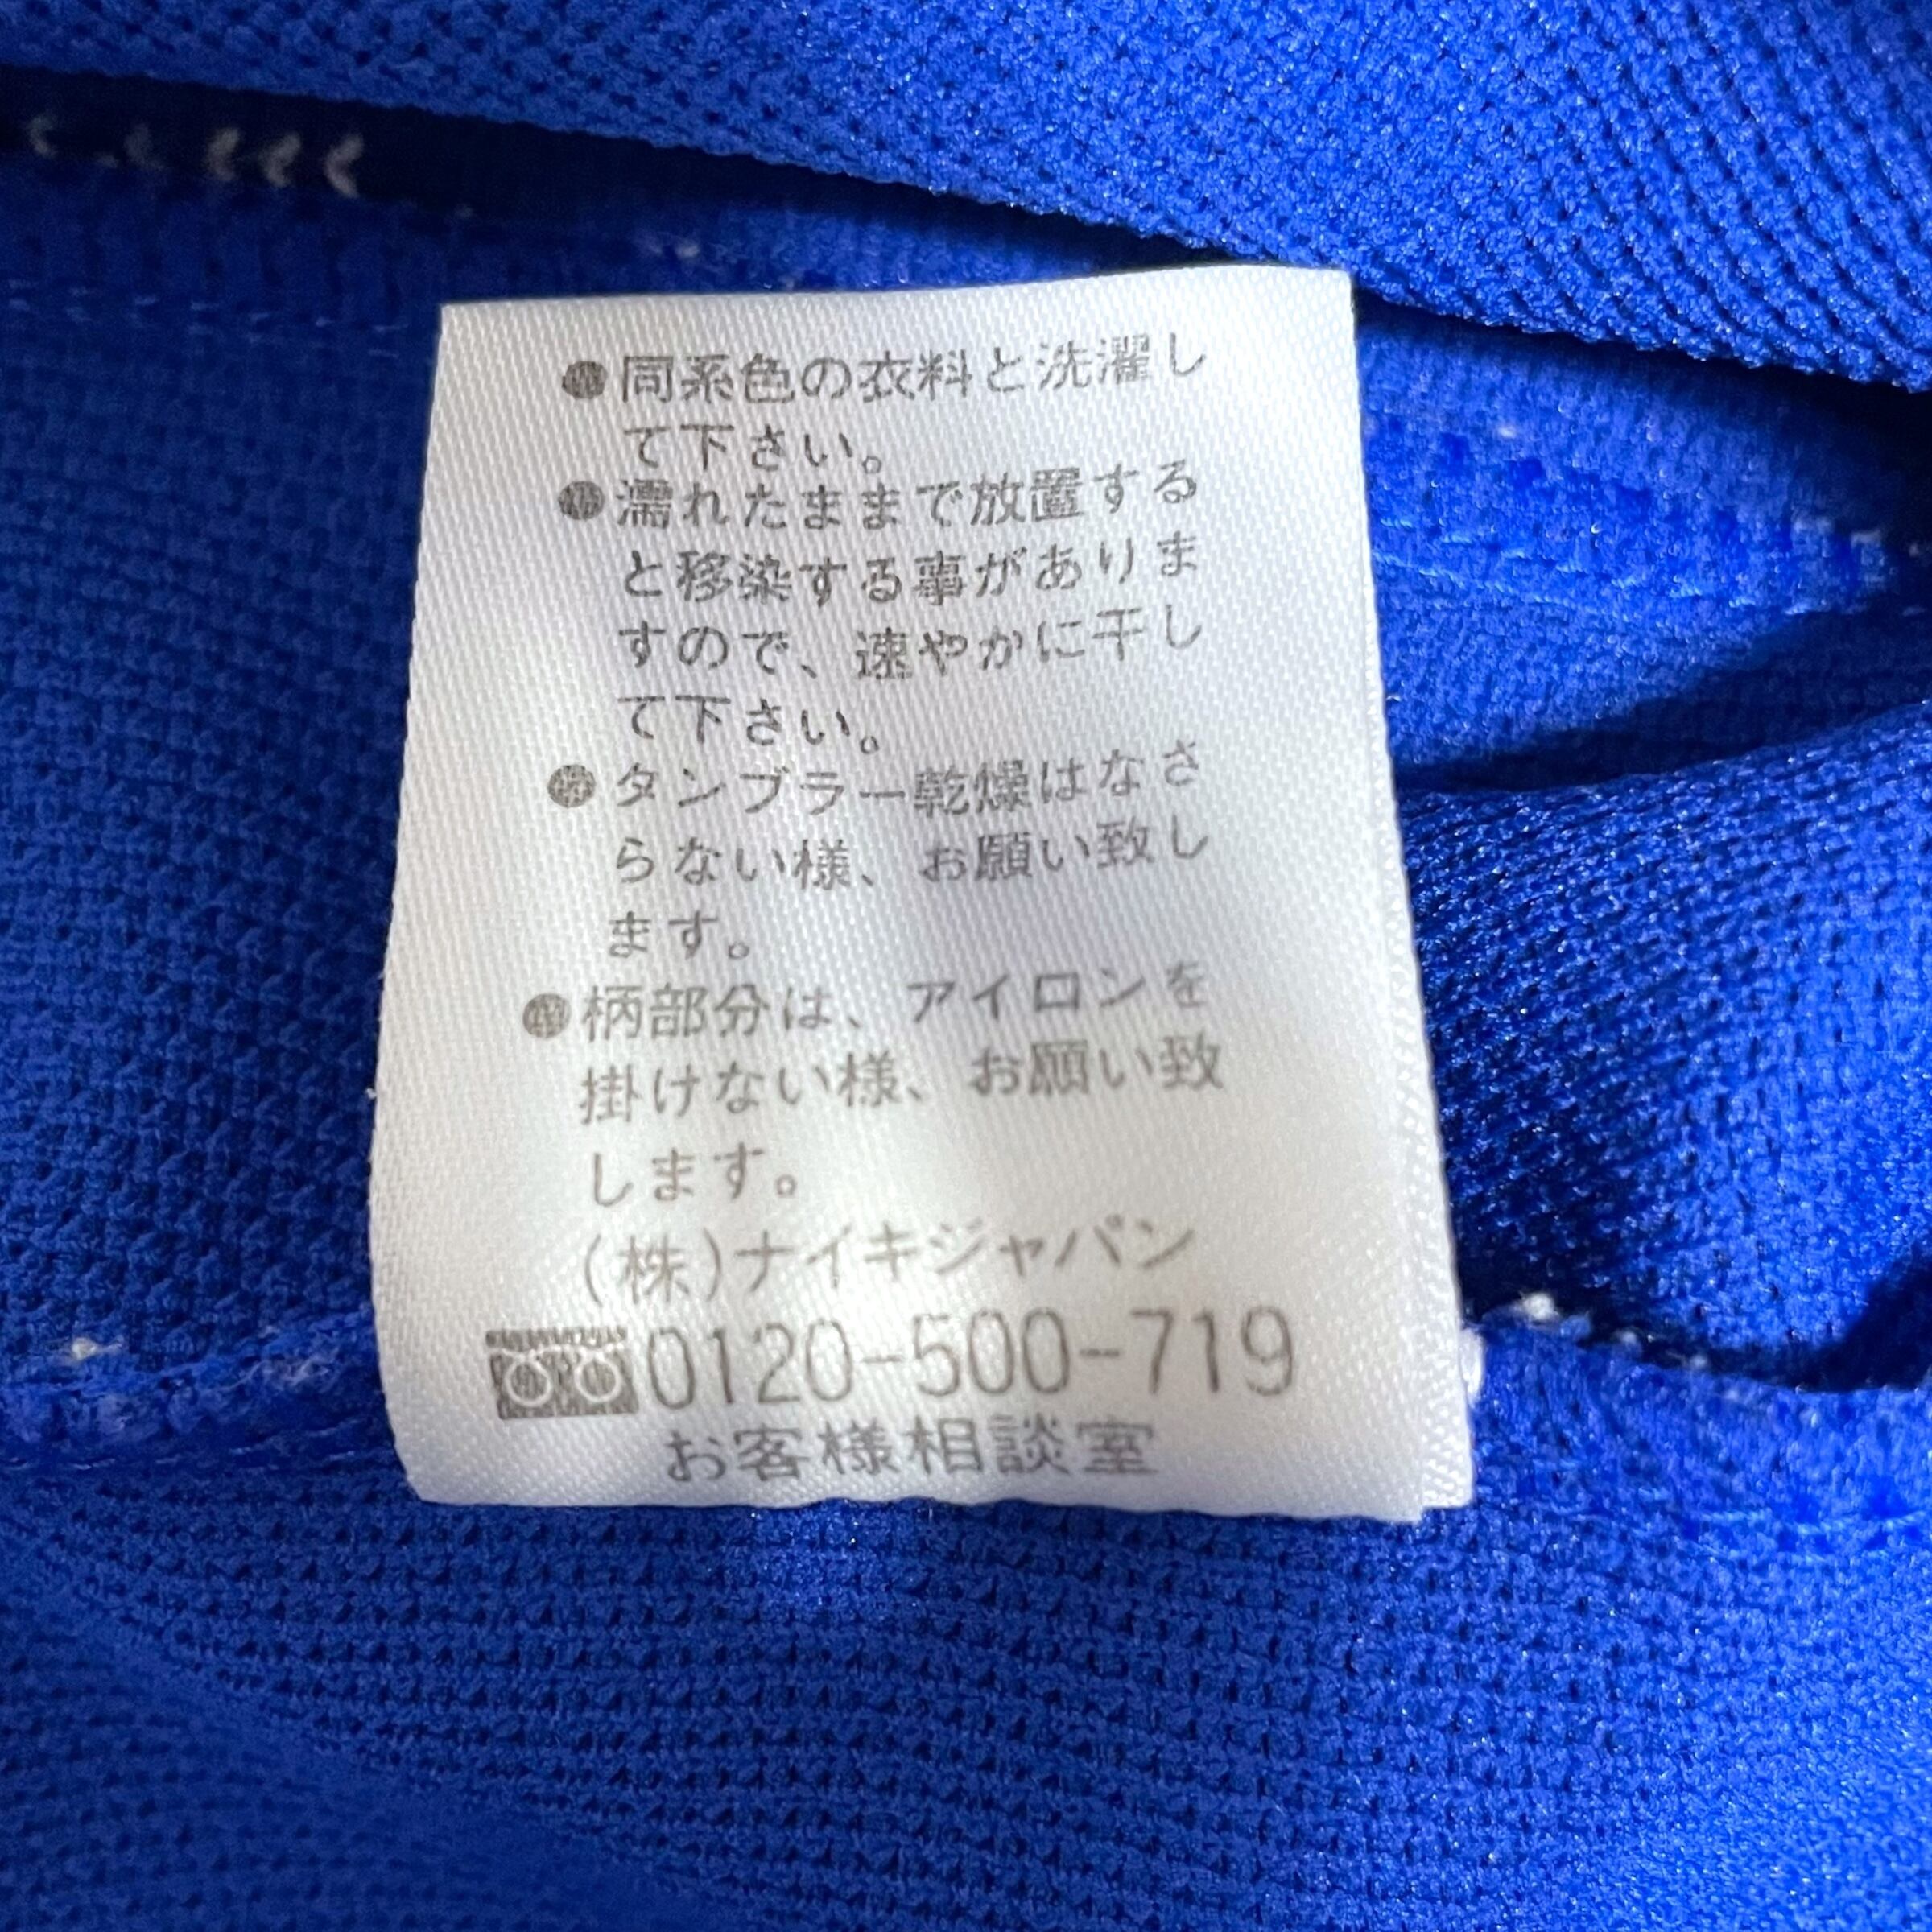 ●同系色の衣料と洗濯し
て下さい。
●濡れたままで放置する
と移染する事がありま
すので、速やかに干し
て下さい。
●タンブラー乾燥はなさ
らない様、お願い致し
ます。
●柄部分は、アイロンを
掛けない様、お願い致
します。
(株)ナイキジャパン
0120-500-719
お客様相談室